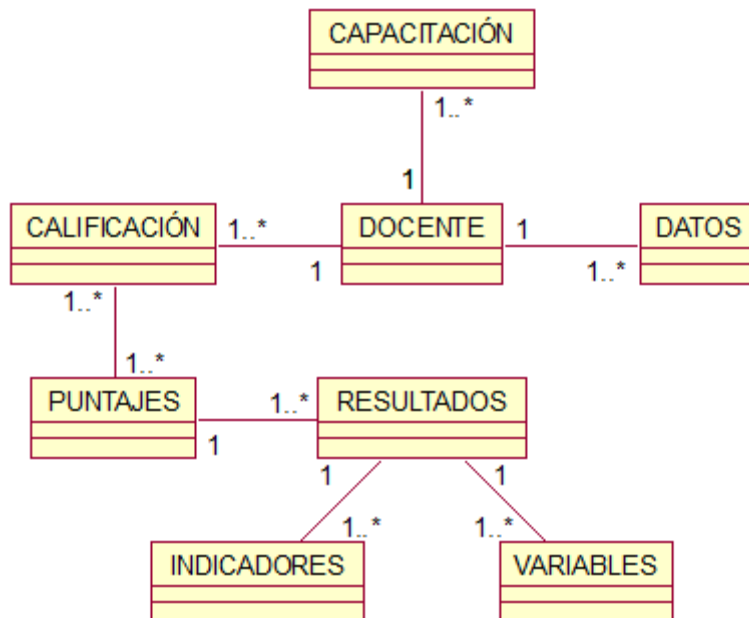 CAPACITACIÓN
1..*
1
CALIFICACIÓN
1..*
1
DOCENTE
1
1..*
DATOS
1..*
1..*
PUNTAJES
1
1..*
RESULTADOS
1
1
1..*
1..*
INDICADORES
VARIABLES